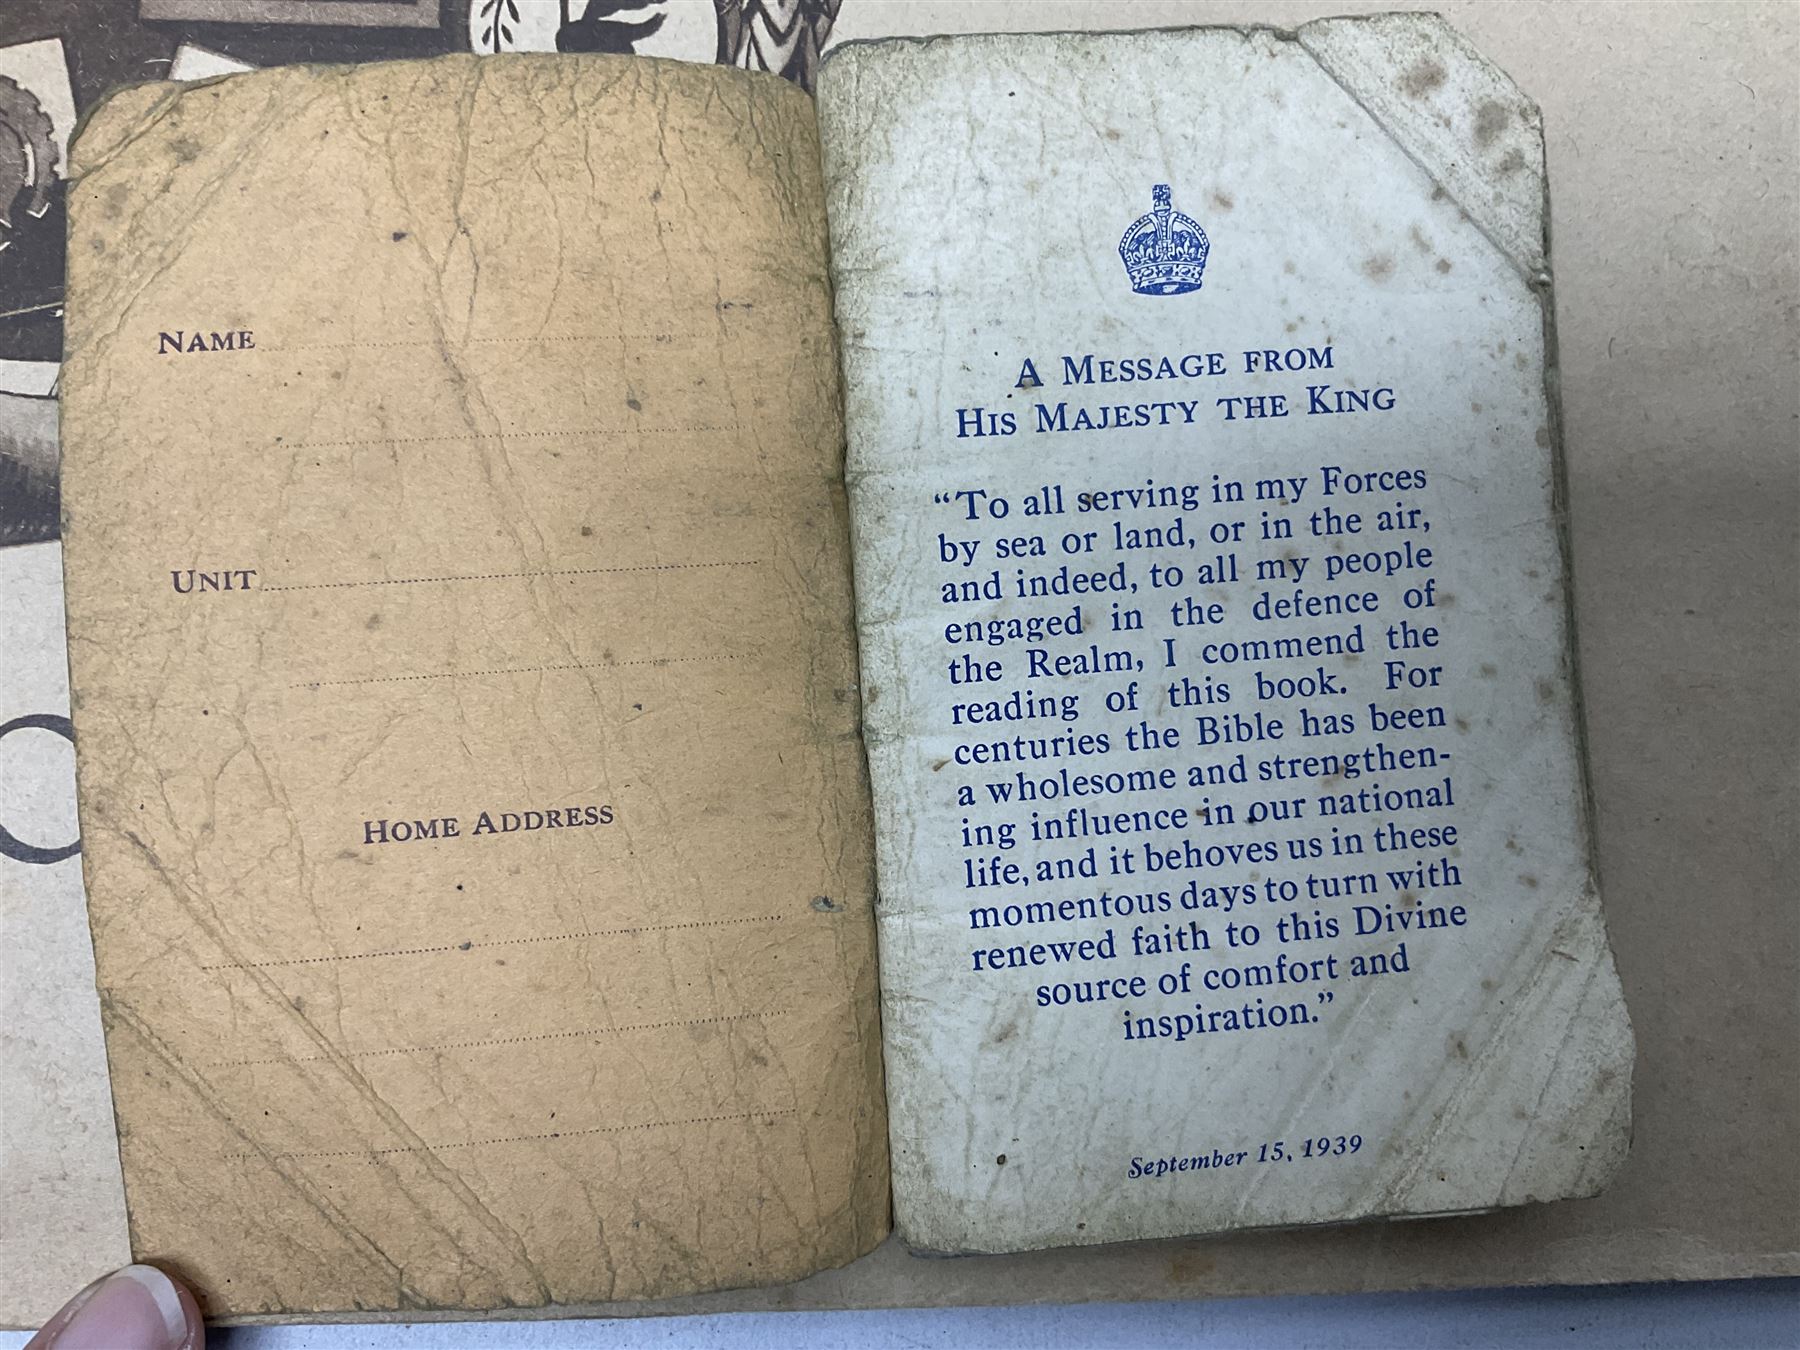 NAME
UNIT
HOME ADDRESS
A MESSAGE FROM
HIS MAJESTY THE KING
“To all serving in my Forces
by sea or land, or in the air,
and indeed, to all my people
engaged in the defence of
the Realm, I commend the
reading of this book. For
centuries the Bible has been
a wholesome and strengthen-
ing influence in our national
life, and it behoves us in these
momentous days to turn with
renewed faith to this Divine
source of comfort and
inspiration.”
September 15, 1939